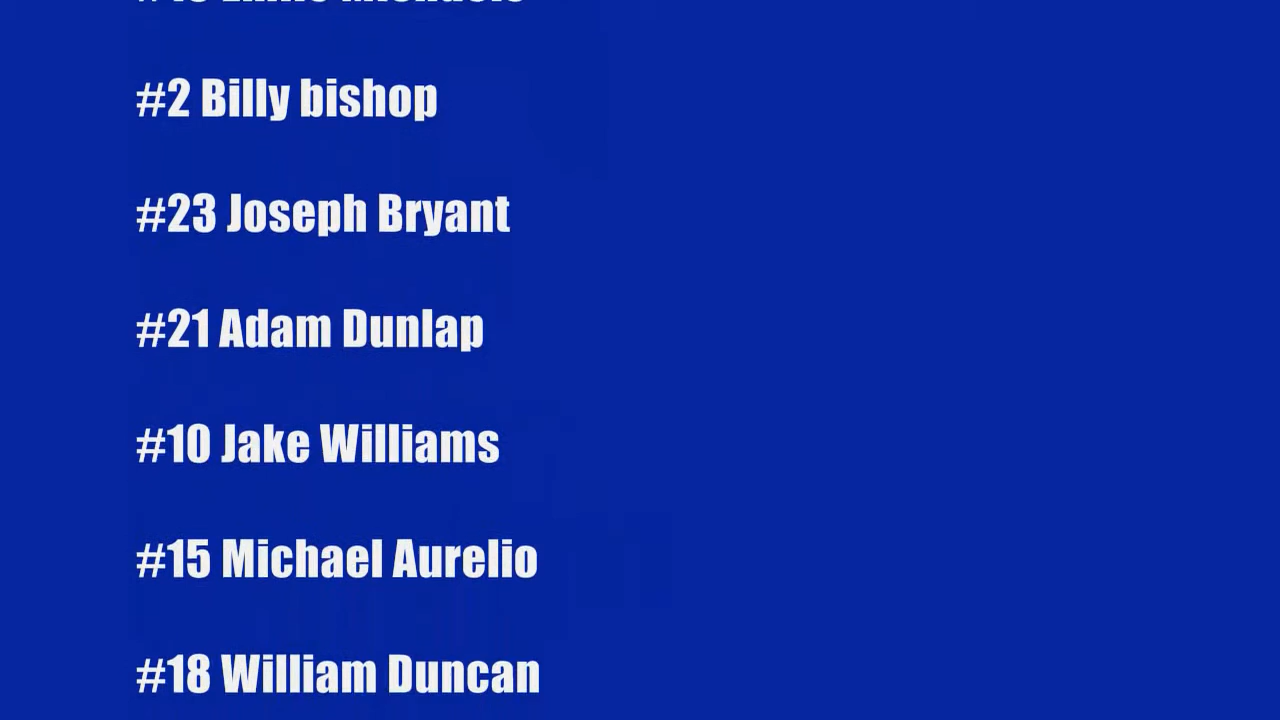 #2 Billy bishop
#23 Joseph Bryant
#21 Adam Dunlap
#10 Jake Williams
#15 Michael Aurelio
#18 William Duncan